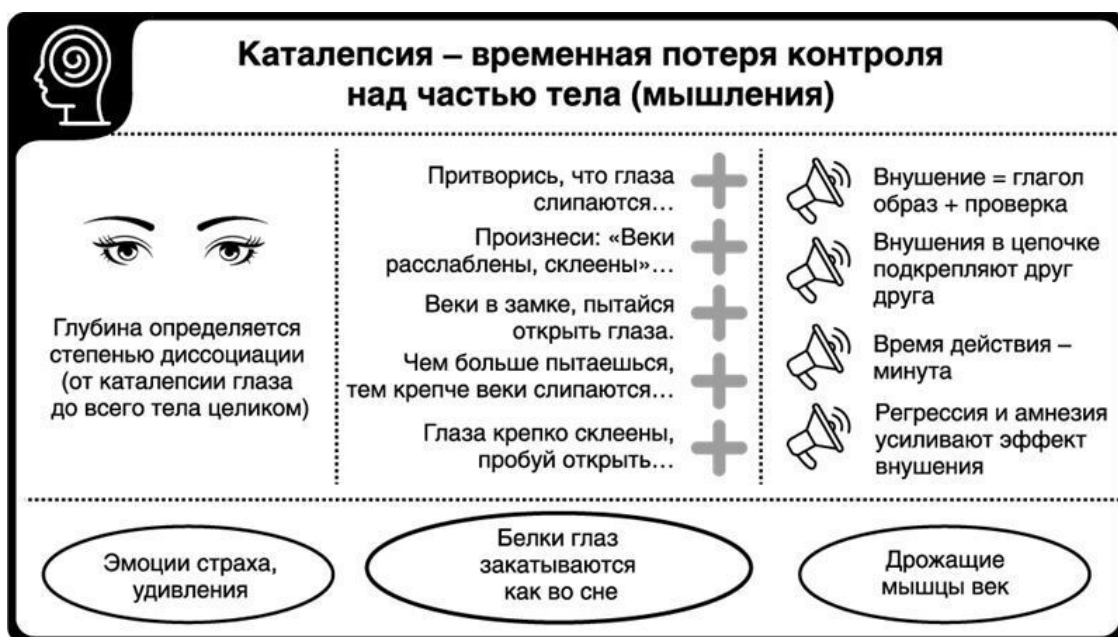 Каталепсия – временная потеря контроля
над частью тела (мышления)
Глубина определяется
степенью диссоциации
(от каталепсии глаза
до всего тела целиком)
Притворись, что глаза
слипаются…
Произнеси: «Веки
расслаблены, склеены»…
Веки в замке, пытайся
открыть глаза.
Чем больше пытаешься,
тем крепче веки слипаются…
Глаза крепко склеены,
пробуй открыть…
Внушение = глагол
образ + проверка
Внушения в цепочке
подкрепляют друг
друга
Время действия –
минута
Регрессия и амнезия
усиливают эффект
внушения
Эмоции страха,
удивления
Белки глаз
закатываются
как во сне
Дрожащие
мышцы век